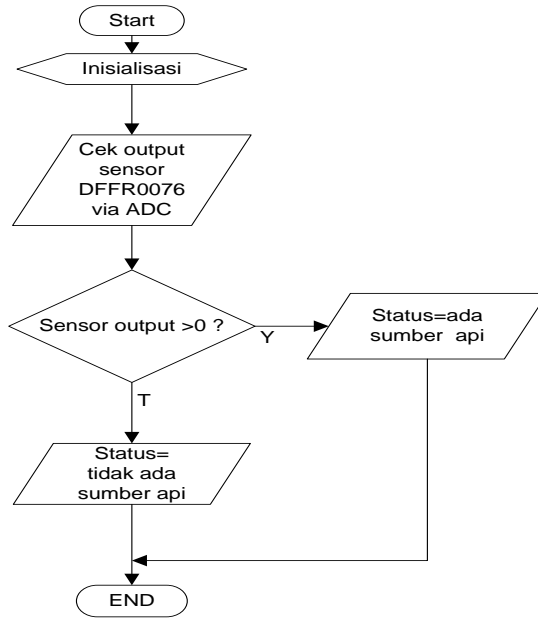 Start
Inisialisasi
Cek output
sensor
DFFR0076
via ADC
Sensor output >0 ?
Y
Status=ada
sumber api
T
Status=
tidak ada
sumber api
END